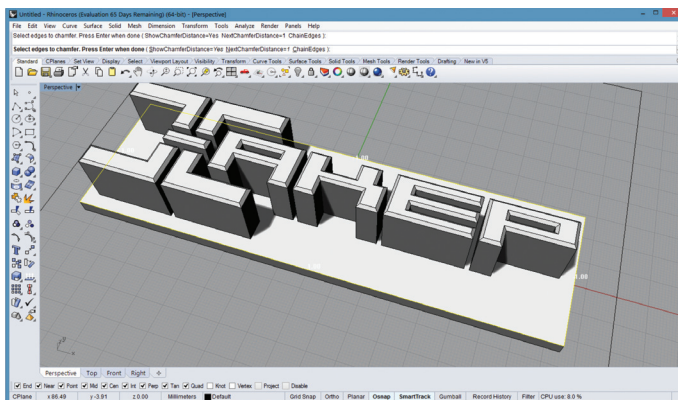 Untitled - Rhinoceros (Evaluation 65 Days Remaining) (64-bit) - [Perspective]
File Edit View Curve Surface Solid Mesh Dimension Transform Tools Analyze Render Panels Help
Select edges to chamfer. Press Enter when done ( ShowChamferDistance=Yes NextChamferDistance=1 ChainEdges ):
Select edges to chamfer. Press Enter when done ( ShowChamferDistance=Yes NextChamferDistance=1 ChainEdges ):
Standard CPlanes Set View Display Select Viewport Layout Visibility Transform Curve Tools Surface Tools Solid Tools Mesh Tools Render Tools Drafting New in V5
Perspective
1.00
1.00
Perspective Top Front Right
End Near Point Mid Cen Int Perp Tan Quad Knot Vertex Project Disable
CPlane x 86.49 y -3.91 z 0.00 Millimeters Default Grid Snap Ortho Planar Osnap SmartTrack Gumball Record History Filter CPU use: 8.0 %